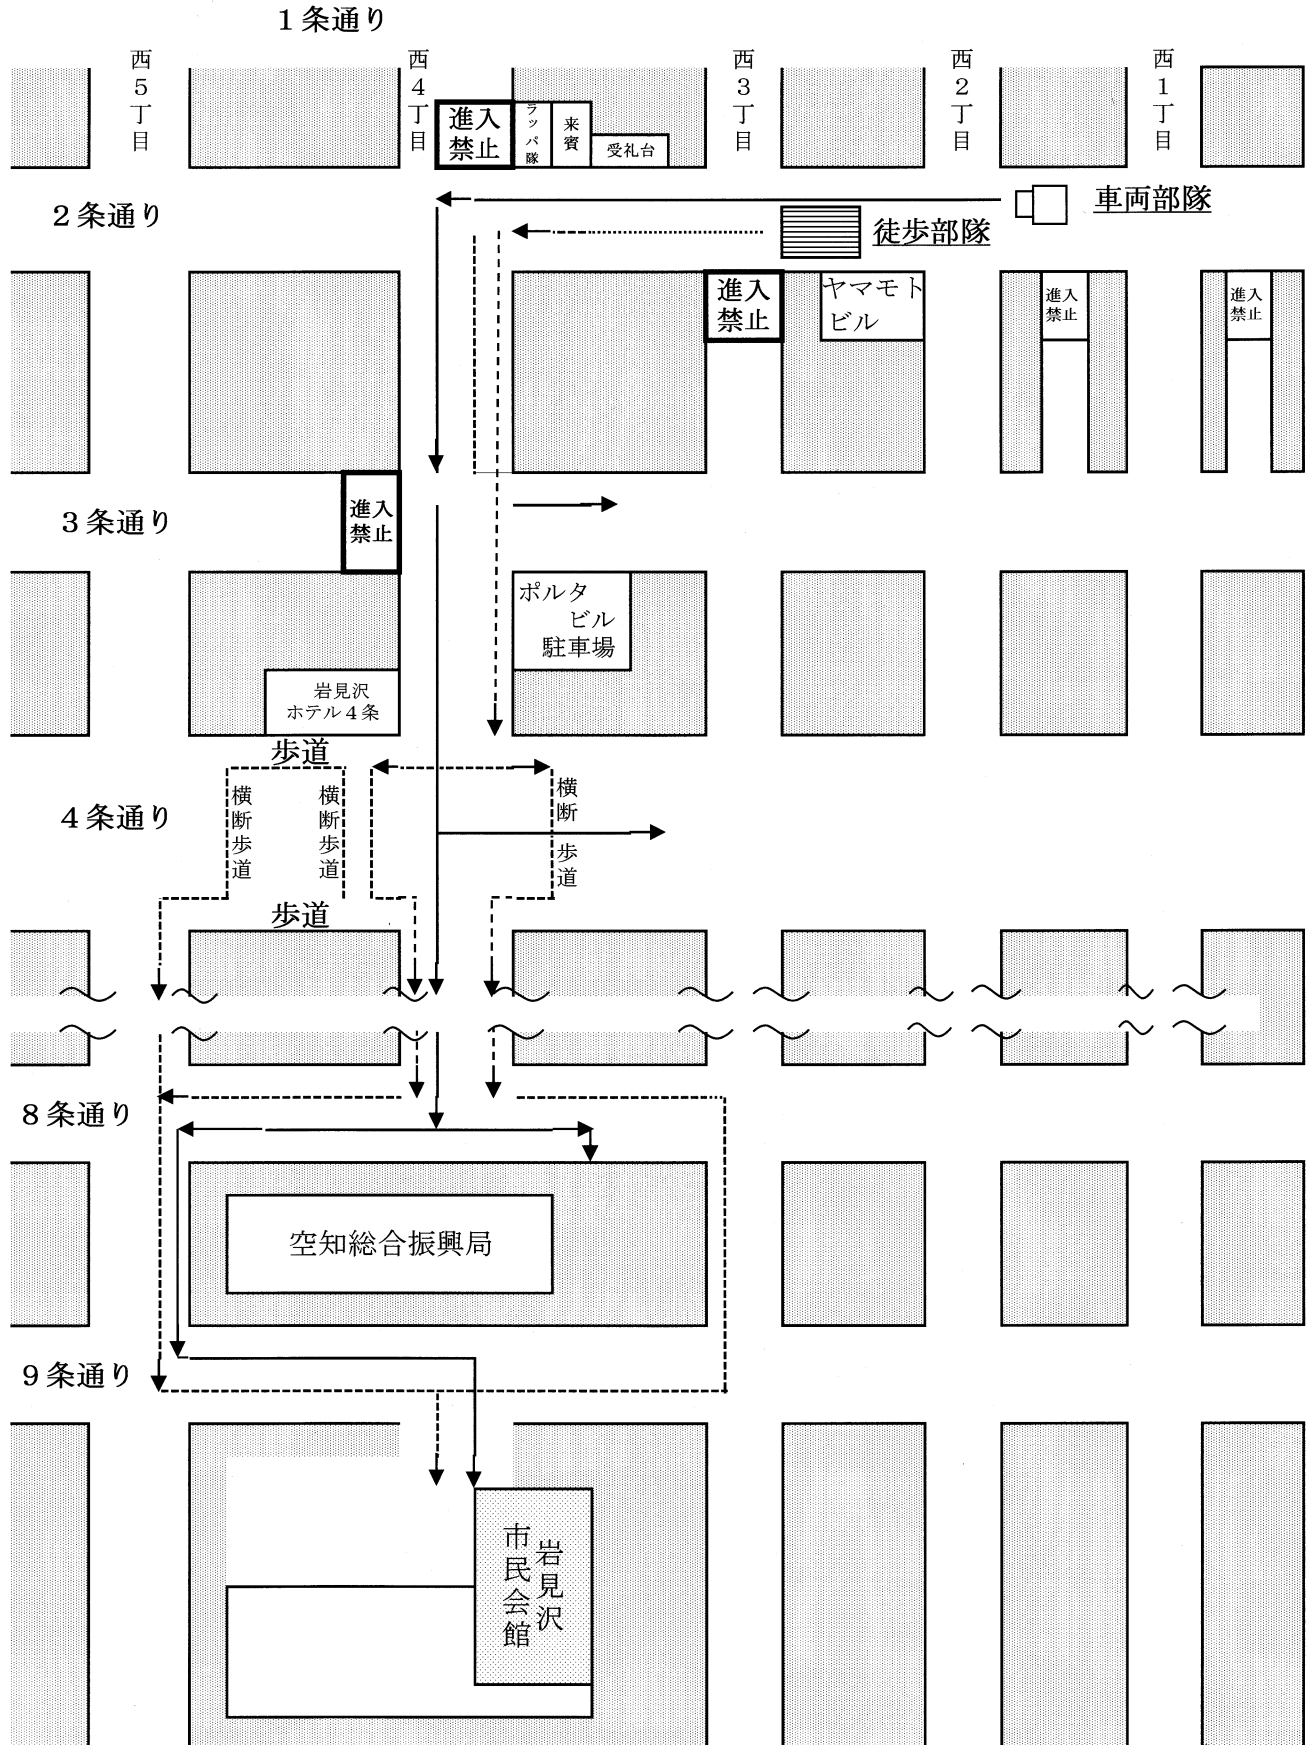 １条通り
西５丁目
西４丁目
西３丁目
西２丁目
西１丁目
進入
禁止
ラッパ隊
来賓
受礼台
２条通り
車両部隊
徒歩部隊
進入
禁止
ヤマモト
ビル
進入
禁止
進入
禁止
３条通り
進入
禁止
ポルタ
ビル
駐車場
岩見沢
ホテル４条
歩道
４条通り
横断歩道
横断歩道
横断歩道
歩道
８条通り
空知総合振興局
９条通り
岩見沢
市民会館